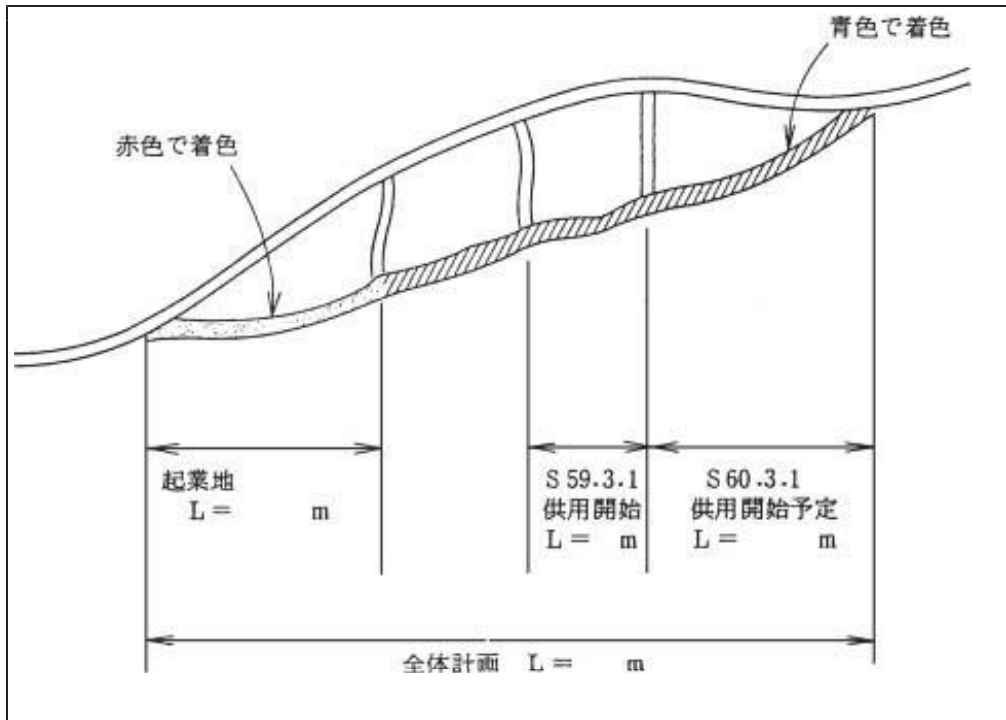 青色で着色
赤色で着色
起業地
L = m
S 59.3.1
供用開始
L = m
S 60.3.1
供用開始予定
L = m
全体計画 L = m